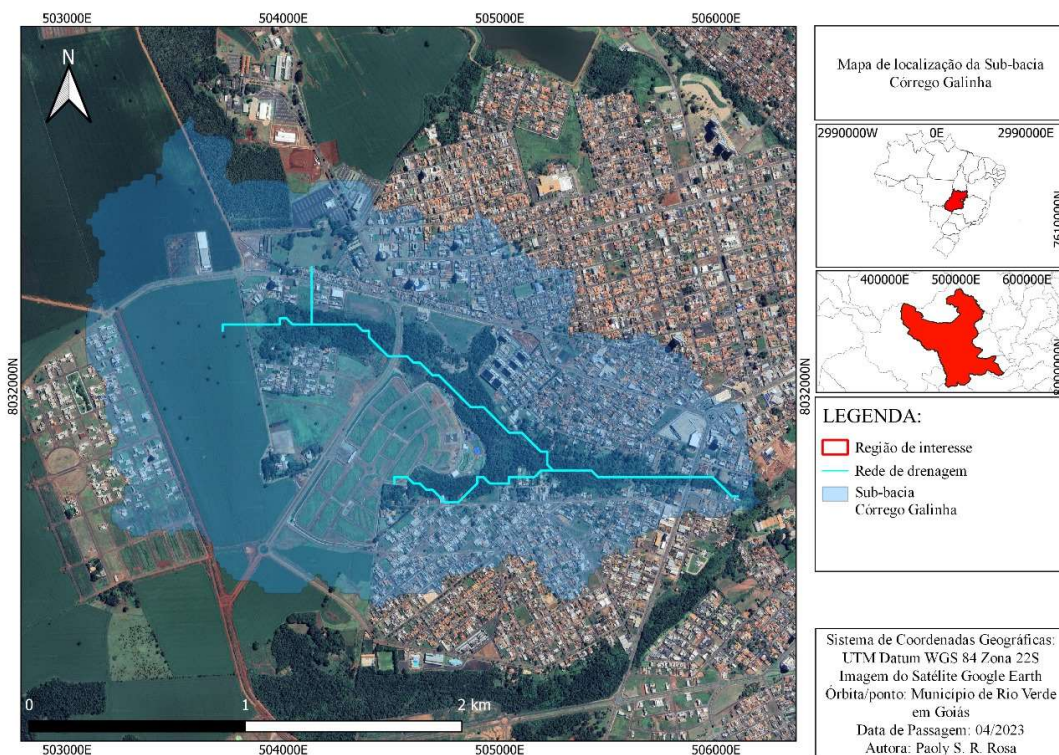 503000E 504000E 505000E 506000E
N
8032000N
8032000N
0 1 2 km
503000E 504000E 505000E 506000E
Mapa de localização da Sub-bacia
Córrego Galinha
2990000W 0E 2990000E
7610000N
400000E 500000E 600000E
LEGENDA:
Região de interesse
Rede de drenagem
Sub-bacia
Córrego Galinha
Sistema de Coordenadas Geográficas:
UTM Datum WGS 84 Zona 22S
Imagem do Satélite Google Earth
Órbita/ponto: Município de Rio Verde
em Goiás
Data de Passagem: 04/2023
Autora: Paoly S. R. Rosa